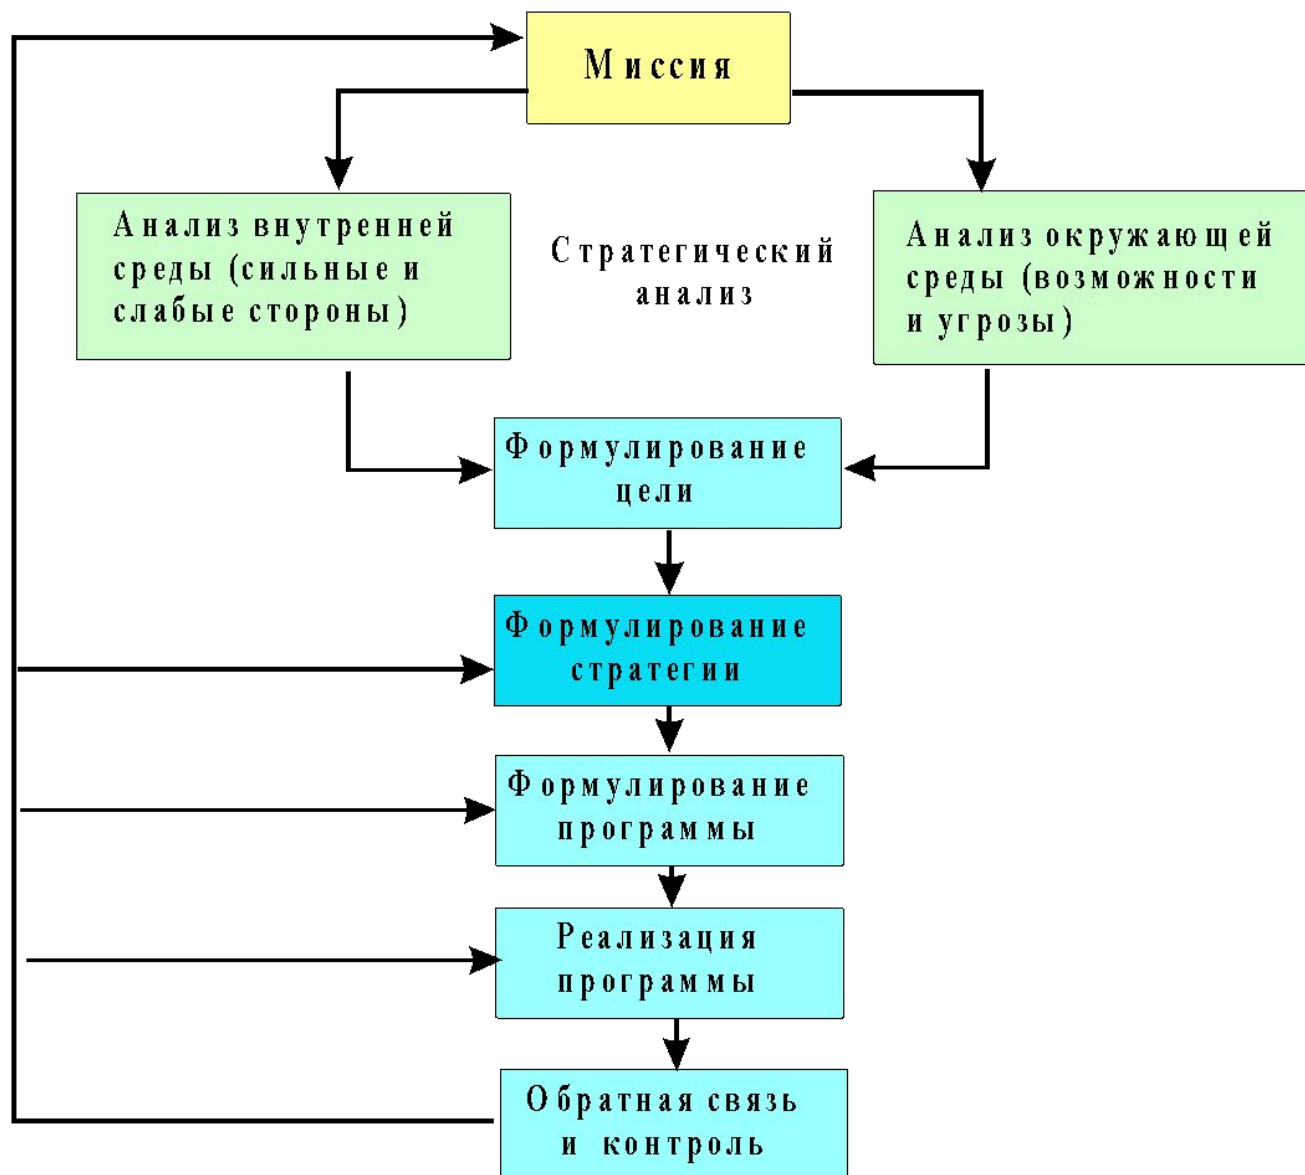 Миссия
Анализ внутренней
среды (сильные и
слабые стороны)
Стратегический
анализ
Анализ окружающей
среды (возможности
и угрозы)
Формулирование
цели
Формулирование
стратегии
Формулирование
программы
Реализация
программы
Обратная связь
и контроль